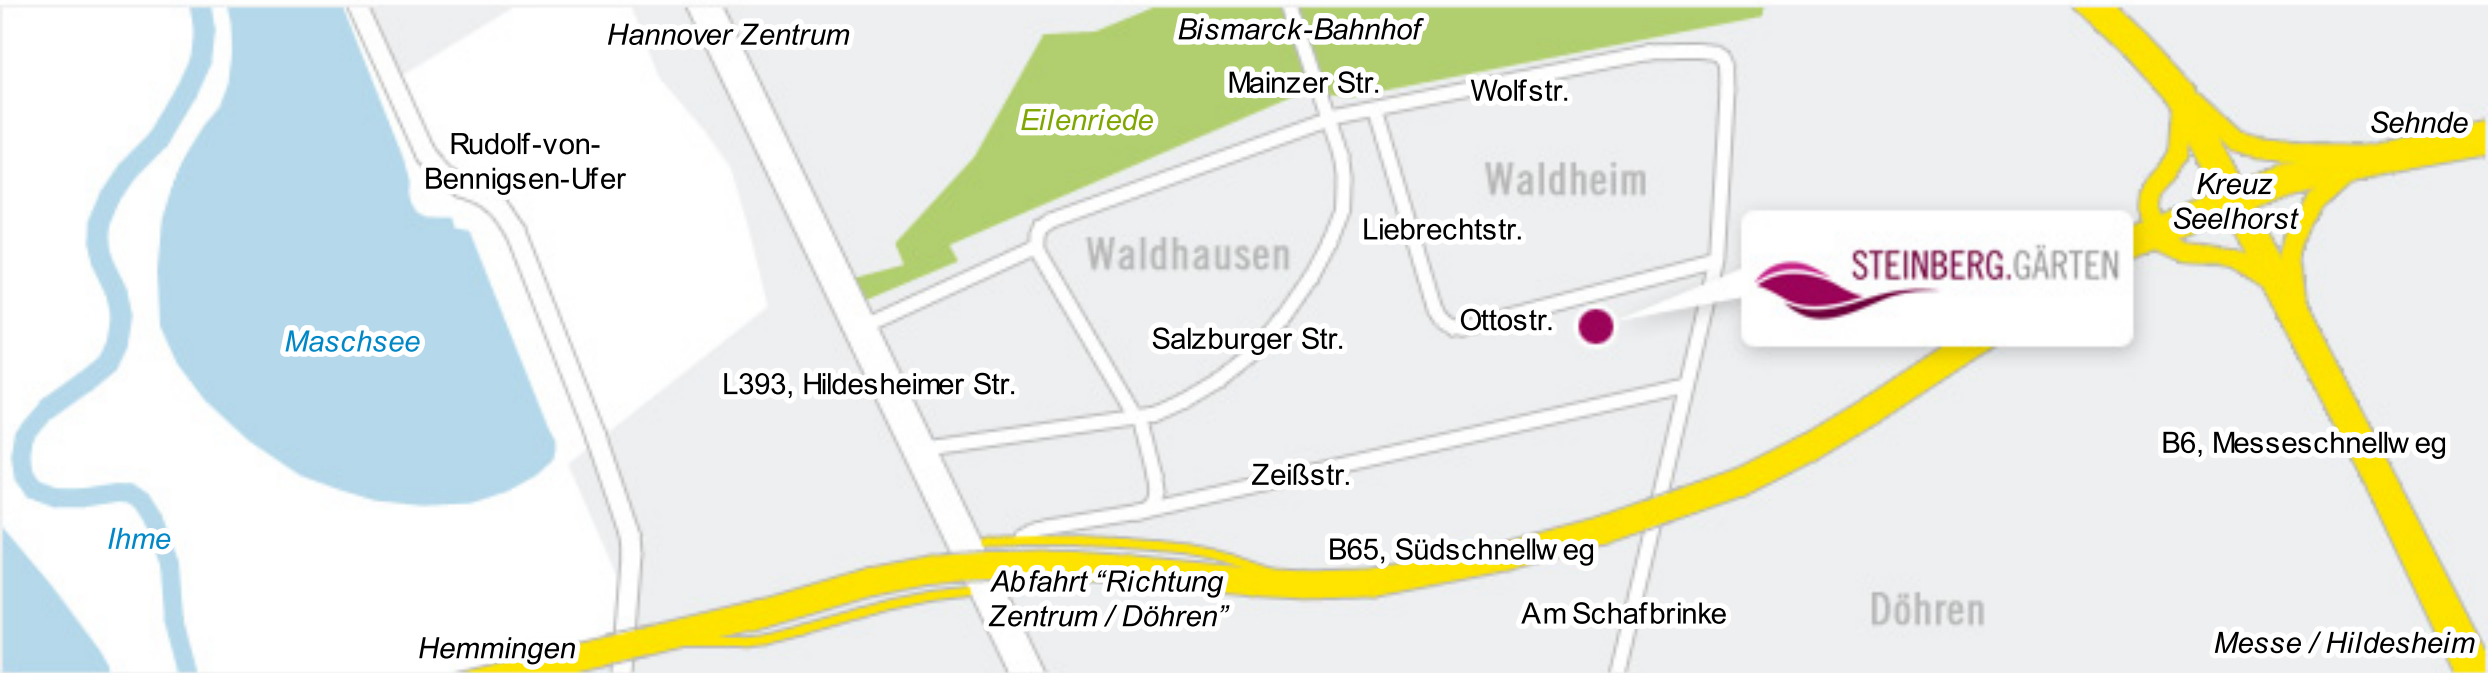 Hannover Zentrum
Bismarck-Bahnhof
Mainzer Str.
Wolfstr.
Eilenriede
Sehnde
Rudolf-von-
Bennigsen-Ufer
Waldheim
Kreuz
Seelhorst
Liebrechtstr.
Waldhausen
STEINBERG.GÄRTEN
Ottostr.
Maschsee
Salzburger Str.
L393, Hildesheimer Str.
B6, Messeschnellweg
Zeißstr.
Ihme
B65, Südschnellweg
Abfahrt “Richtung
Zentrum / Döhren”
Am Schafbrinke
Döhren
Hemmingen
Messe / Hildesheim